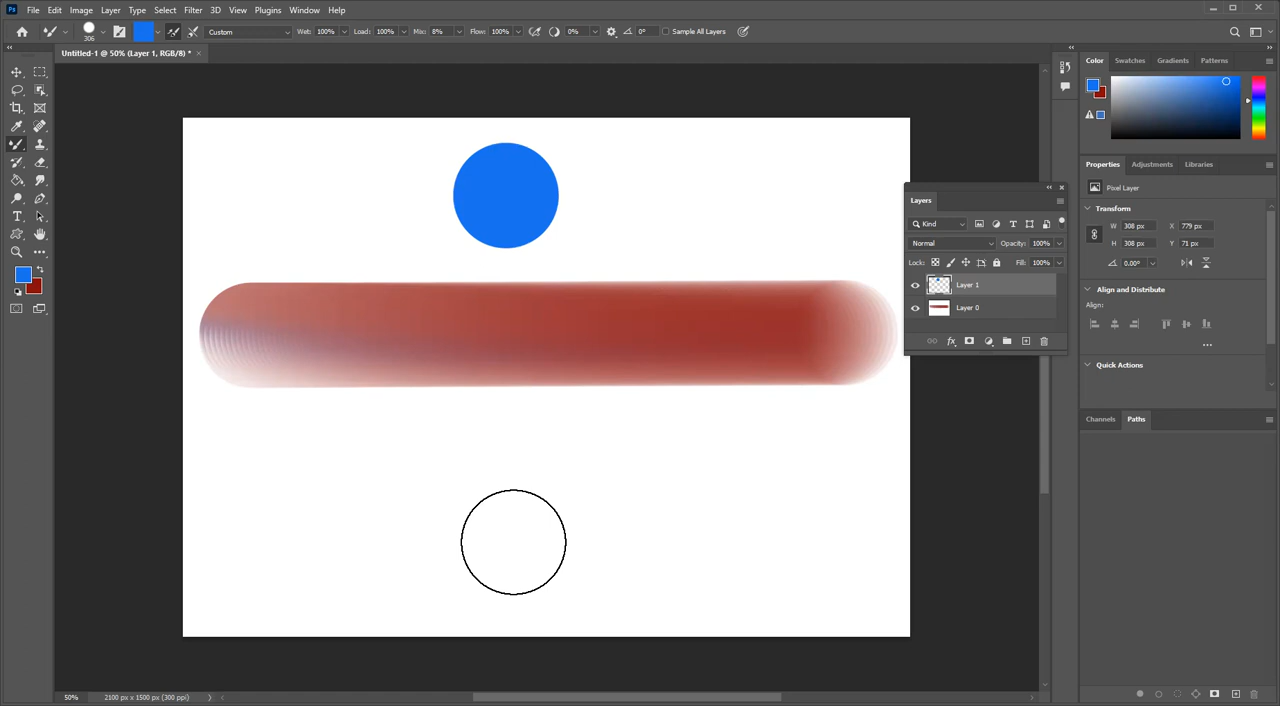 Ps File Edit Image Layer Type Select Filter 3D View Plugins Window Help
306 Custom Wet: 100% Load: 100% Mix: 8% Flow: 100% 0% 0° Sample All Layers
Untitled-1 @ 50% (Layer 1, RGB/8) *
Color Swatches Gradients Patterns
Properties Adjustments Libraries
Pixel Layer
Transform
W 308 px X 779 px
H 308 px Y 71 px
0.00°
Align and Distribute
Align:
Quick Actions
Channels Paths
Layers
Kind
Normal Opacity: 100%
Lock: Fill: 100%
Layer 1
Layer 0
fx
50% 2100 px x 1500 px (300 ppi)